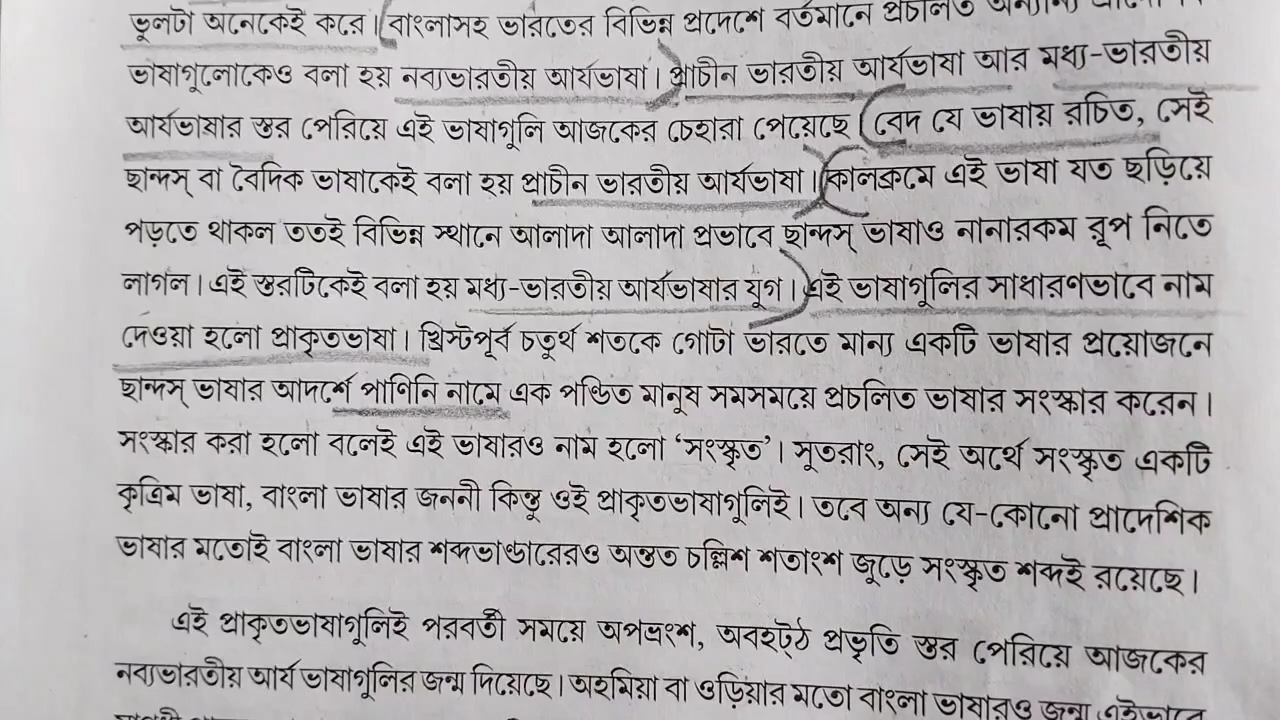 ভুলটা অনেকেই করে। বাংলাসহ ভারতের বিভিন্ন প্রদেশে বর্তমানে প্রচলিত অন্যান্য
ভাষাগুলোকেও বলা হয় নব্যভারতীয় আর্যভাষা। প্রাচীন ভারতীয় আর্যভাষা আর মধ্য-ভারতীয়
আর্যভাষার স্তর পেরিয়ে এই ভাষাগুলি আজকের চেহারা পেয়েছে। বেদ যে ভাষায় রচিত, সেই
ছান্দস্ বা বৈদিক ভাষাকেই বলা হয় প্রাচীন ভারতীয় আর্যভাষা। কালক্রমে এই ভাষা যত ছড়িয়ে
পড়তে থাকল ততই বিভিন্ন স্থানে আলাদা আলাদা প্রভাবে ছান্দস্ ভাষাও নানারকম রূপ নিতে
লাগল। এই স্তরটিকেই বলা হয় মধ্য-ভারতীয় আর্যভাষার যুগ। এই ভাষাগুলির সাধারণভাবে নাম
দেওয়া হলো প্রাকৃতভাষা। খ্রিস্টপূর্ব চতুর্থ শতকে গোটা ভারতে মান্য একটি ভাষার প্রয়োজনে
ছান্দস্ ভাষার আদর্শে পাণিনি নামে এক পণ্ডিত মানুষ সমসময়ে প্রচলিত ভাষার সংস্কার করেন।
সংস্কার করা হলো বলেই এই ভাষারও নাম হলো ‘সংস্কৃত’। সুতরাং, সেই অর্থে সংস্কৃত একটি
কৃত্রিম ভাষা, বাংলা ভাষার জননী কিন্তু ওই প্রাকৃতভাষাগুলিই। তবে অন্য যে-কোনো প্রাদেশিক
ভাষার মতোই বাংলা ভাষার শব্দভাণ্ডারেরও অন্তত চল্লিশ শতাংশ জুড়ে সংস্কৃত শব্দই রয়েছে।
এই প্রাকৃতভাষাগুলিই পরবর্তী সময়ে অপভ্রংশ, অবহট্‌ঠ প্রভৃতি স্তর পেরিয়ে আজকের
নব্যভারতীয় আর্য ভাষাগুলির জন্ম দিয়েছে। অহমিয়া বা ওড়িয়ার মতো বাংলা ভাষারও জন্ম এইভাবে